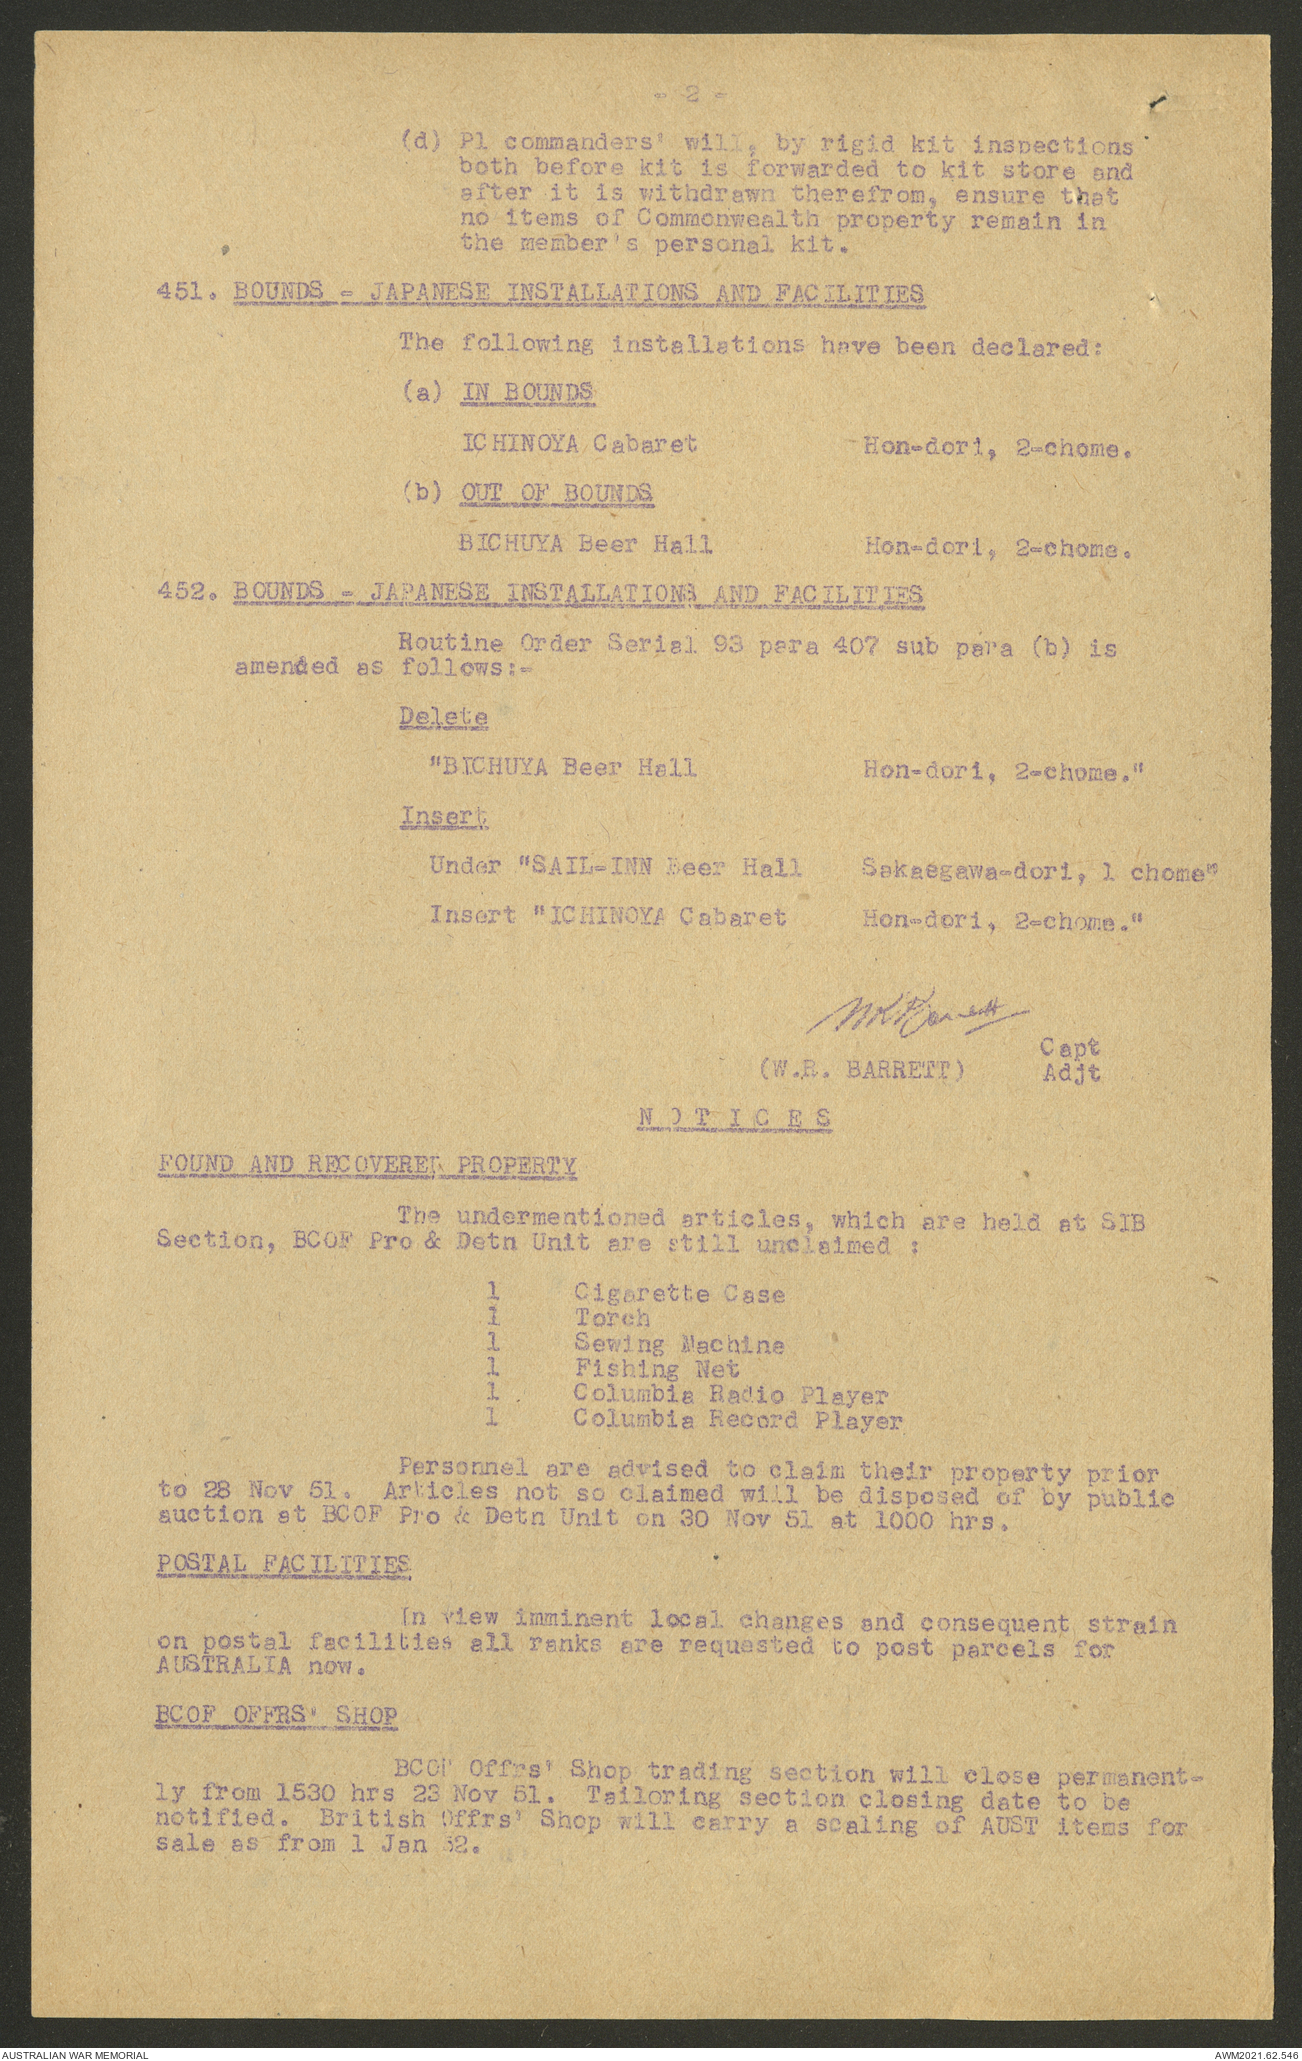 - 2 -
(d) Pl commanders' will, by rigid kit inspections
both before kit is forwarded to kit store and
after it is withdrawn therefrom, ensure that
no items of Commonwealth property remain in
the member's personal kit.
451. BOUNDS - JAPANESE INSTALLATIONS AND FACILITIES
The following installations have been declared:
(a) IN BOUNDS
ICHINOYA Cabaret Hon-dori, 2-chome.
(b) OUT OF BOUNDS
BICHUYA Beer Hall Hon-dori, 2-chome.
452. BOUNDS - JAPANESE INSTALLATIONS AND FACILITIES
Routine Order Serial 93 para 407 sub para (b) is
amended as follows:-
Delete
"BICHUYA Beer Hall Hon-dori, 2-chome."
Insert
Under "SAIL-INN Beer Hall Sakaegawa-dori, 1 chome"
Insert "ICHINOYA Cabaret Hon-dori, 2-chome."
WRBarrett
(W.R. BARRETT) Capt
Adjt
N O T I C E S
FOUND AND RECOVERED PROPERTY
The undermentioned articles, which are held at SIB
Section, BCOF Pro & Detn Unit are still unclaimed :
1 Cigarette Case
1 Torch
1 Sewing Machine
1 Fishing Net
1 Columbia Radio Player
1 Columbia Record Player
Personnel are advised to claim their property prior
to 28 Nov 51. Articles not so claimed will be disposed of by public
auction at BCOF Pro & Detn Unit on 30 Nov 51 at 1000 hrs.
POSTAL FACILITIES
In view imminent local changes and consequent strain
on postal facilities all ranks are requested to post parcels for
AUSTRALIA now.
BCOF OFFRS' SHOP
BCOF Offrs' Shop trading section will close permanent-
ly from 1530 hrs 23 Nov 51. Tailoring section closing date to be
notified. British Offrs' Shop will carry a scaling of AUST items for
sale as from 1 Jan 52.
AUSTRALIAN WAR MEMORIAL AWM2021.62.546